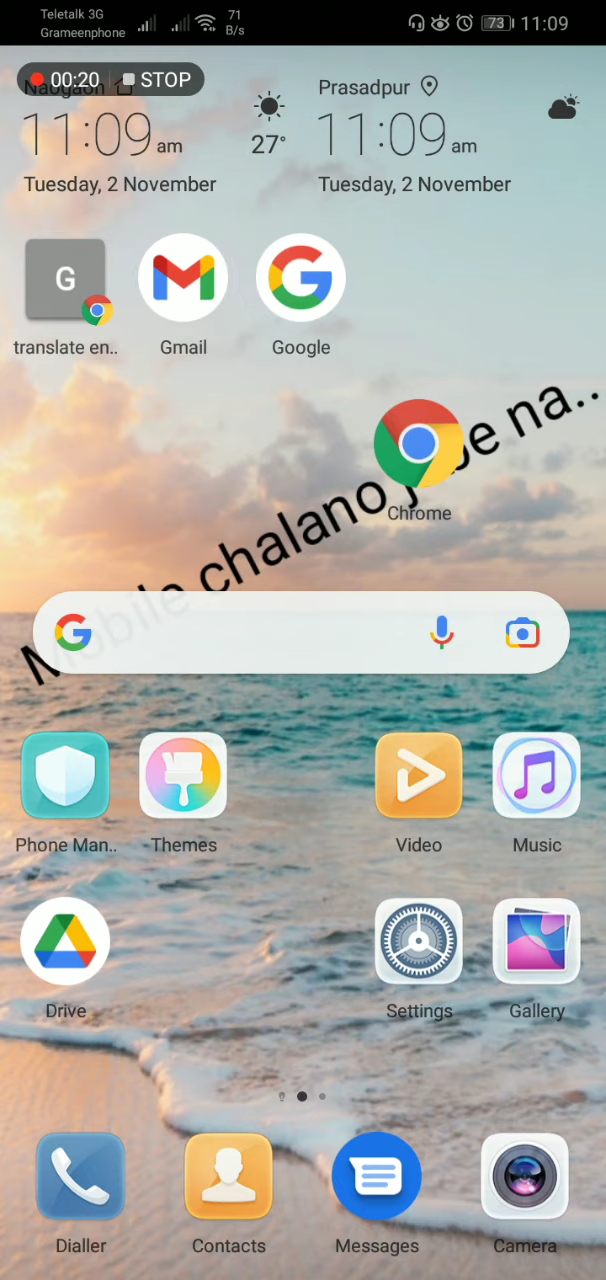 Teletalk 3G
Grameenphone
71
B/s
73
11:09
00:20
STOP
Naogaon
Prasadpur
11:09 am
27°
11:09 am
Tuesday, 2 November
Tuesday, 2 November
G
translate en..
Gmail
Google
Chrome
Mobile chalano
na..
Phone Man..
Themes
Video
Music
Drive
Settings
Gallery
Dialler
Contacts
Messages
Camera